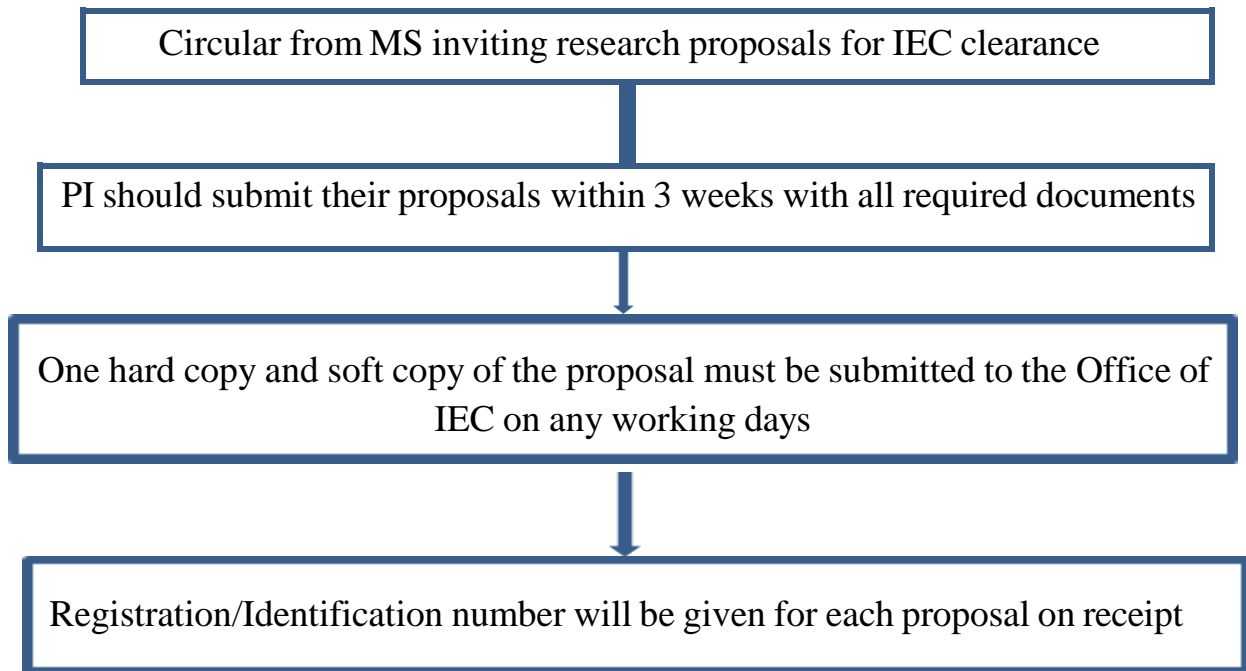 Circular from MS inviting research proposals for IEC clearance
PI should submit their proposals within 3 weeks with all required documents
One hard copy and soft copy of the proposal must be submitted to the Office of
IEC on any working days
Registration/Identification number will be given for each proposal on receipt